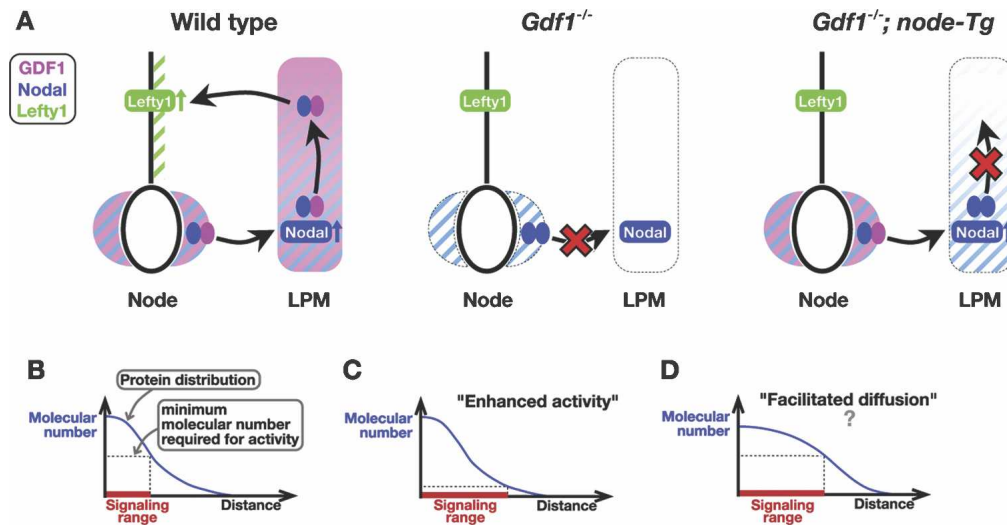 A
Wild type
Gdf1-/-
Gdf1-/-; node-Tg
GDF1
Nodal
Lefty1
Lefty1
Lefty1
Lefty1
Nodal
Nodal
Nodal
Node
LPM
Node
LPM
Node
LPM
B
Protein distribution
Molecular
number
minimum
molecular number
required for activity
Signaling
range
Distance
C
"Enhanced activity"
Molecular
number
Signaling
range
Distance
D
"Facilitated diffusion"
?
Molecular
number
Signaling
range
Distance